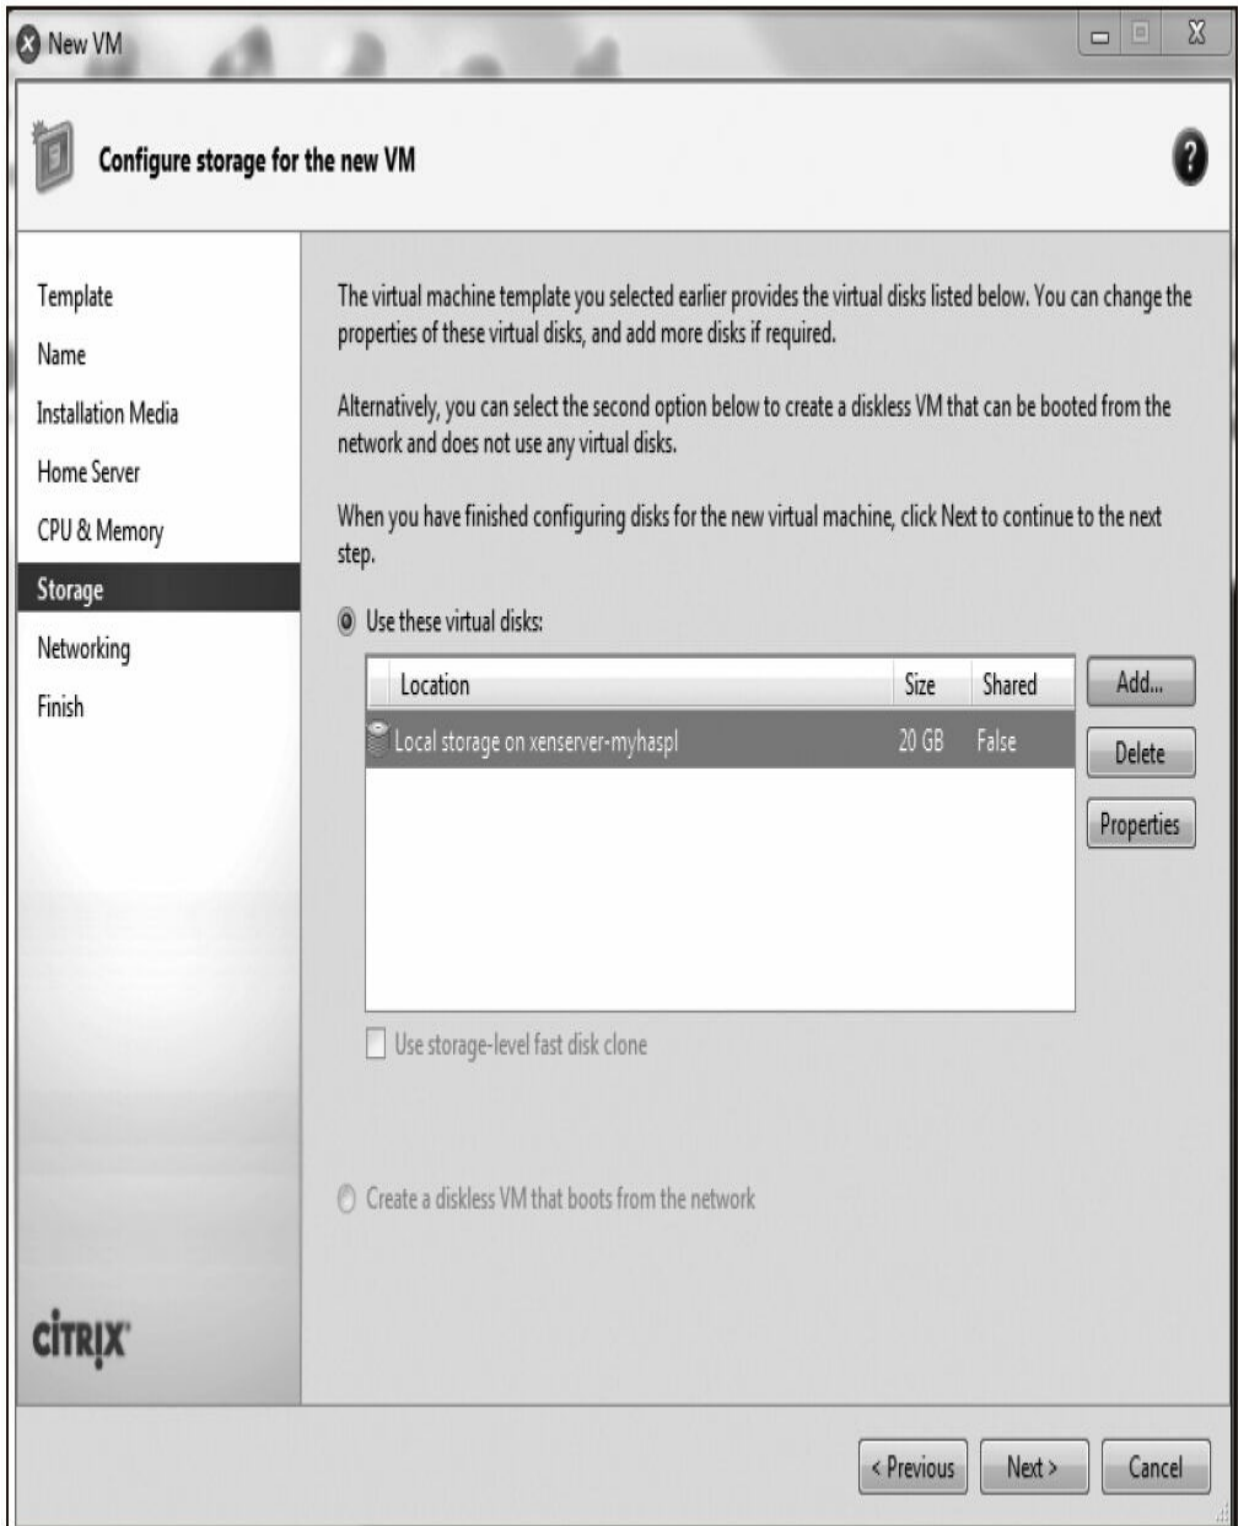 New VM
Configure storage for the new VM
?
Template
Name
Installation Media
Home Server
CPU & Memory
Storage
Networking
Finish
The virtual machine template you selected earlier provides the virtual disks listed below. You can change the
properties of these virtual disks, and add more disks if required.
Alternatively, you can select the second option below to create a diskless VM that can be booted from the
network and does not use any virtual disks.
When you have finished configuring disks for the new virtual machine, click Next to continue to the next
step.
Use these virtual disks:
Location Size Shared
Local storage on xenserver-myhaspl 20 GB False
Add...
Delete
Properties
Use storage-level fast disk clone
Create a diskless VM that boots from the network
CİTRIX
< Previous Next > Cancel